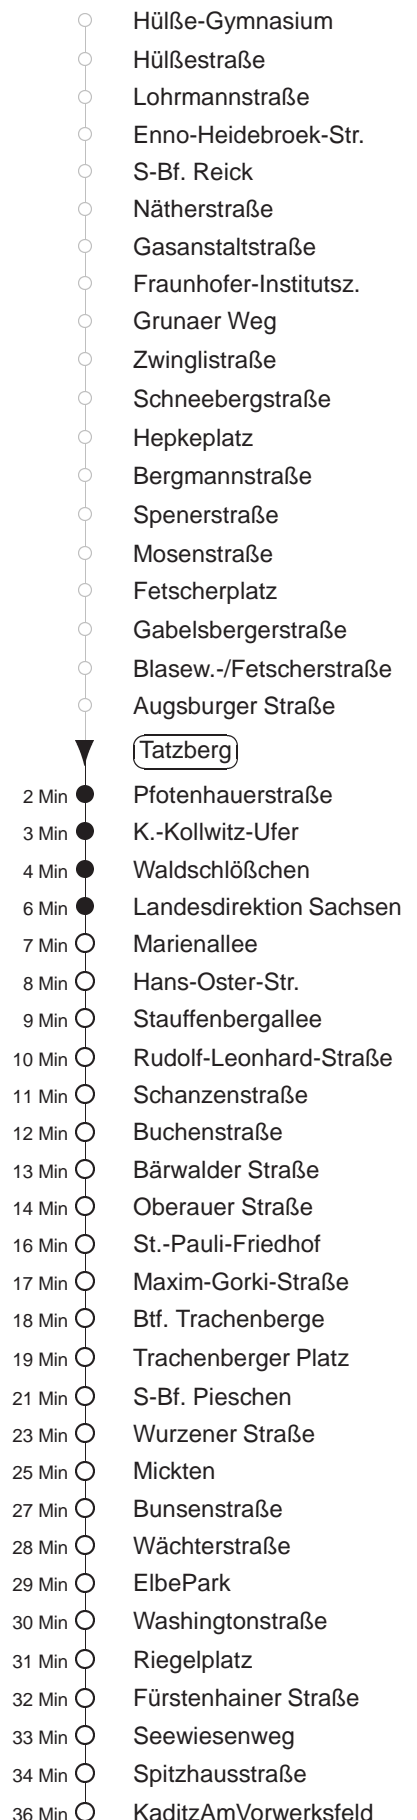 Hülße-Gymnasium
Hülßestraße
Lohrmannstraße
Enno-Heidebroek-Str.
S-Bf. Reick
Nätherstraße
Gasanstaltstraße
Fraunhofer-Institutsz.
Grunaer Weg
Zwinglistraße
Schneebergstraße
Hepkeplatz
Bergmannstraße
Spenerstraße
Mosenstraße
Fetscherplatz
Gabelsbergerstraße
Blasew.-/Fetscherstraße
Augsburger Straße
Tatzberg
2 Min Pfotenhauerstraße
3 Min K.-Kollwitz-Ufer
4 Min Waldschlößchen
6 Min Landesdirektion Sachsen
7 Min Marienallee
8 Min Hans-Oster-Str.
9 Min Stauffenbergallee
10 Min Rudolf-Leonhard-Straße
11 Min Schanzenstraße
12 Min Buchenstraße
13 Min Bärwalder Straße
14 Min Oberauer Straße
16 Min St.-Pauli-Friedhof
17 Min Maxim-Gorki-Straße
18 Min Btf. Trachenberge
19 Min Trachenberger Platz
21 Min S-Bf. Pieschen
23 Min Wurzener Straße
25 Min Mickten
27 Min Bunsenstraße
28 Min Wächterstraße
29 Min ElbePark
30 Min Washingtonstraße
31 Min Riegelplatz
32 Min Fürstenhainer Straße
33 Min Seewiesenweg
34 Min Spitzhausstraße
36 Min KaditzAmVorwerksfeld